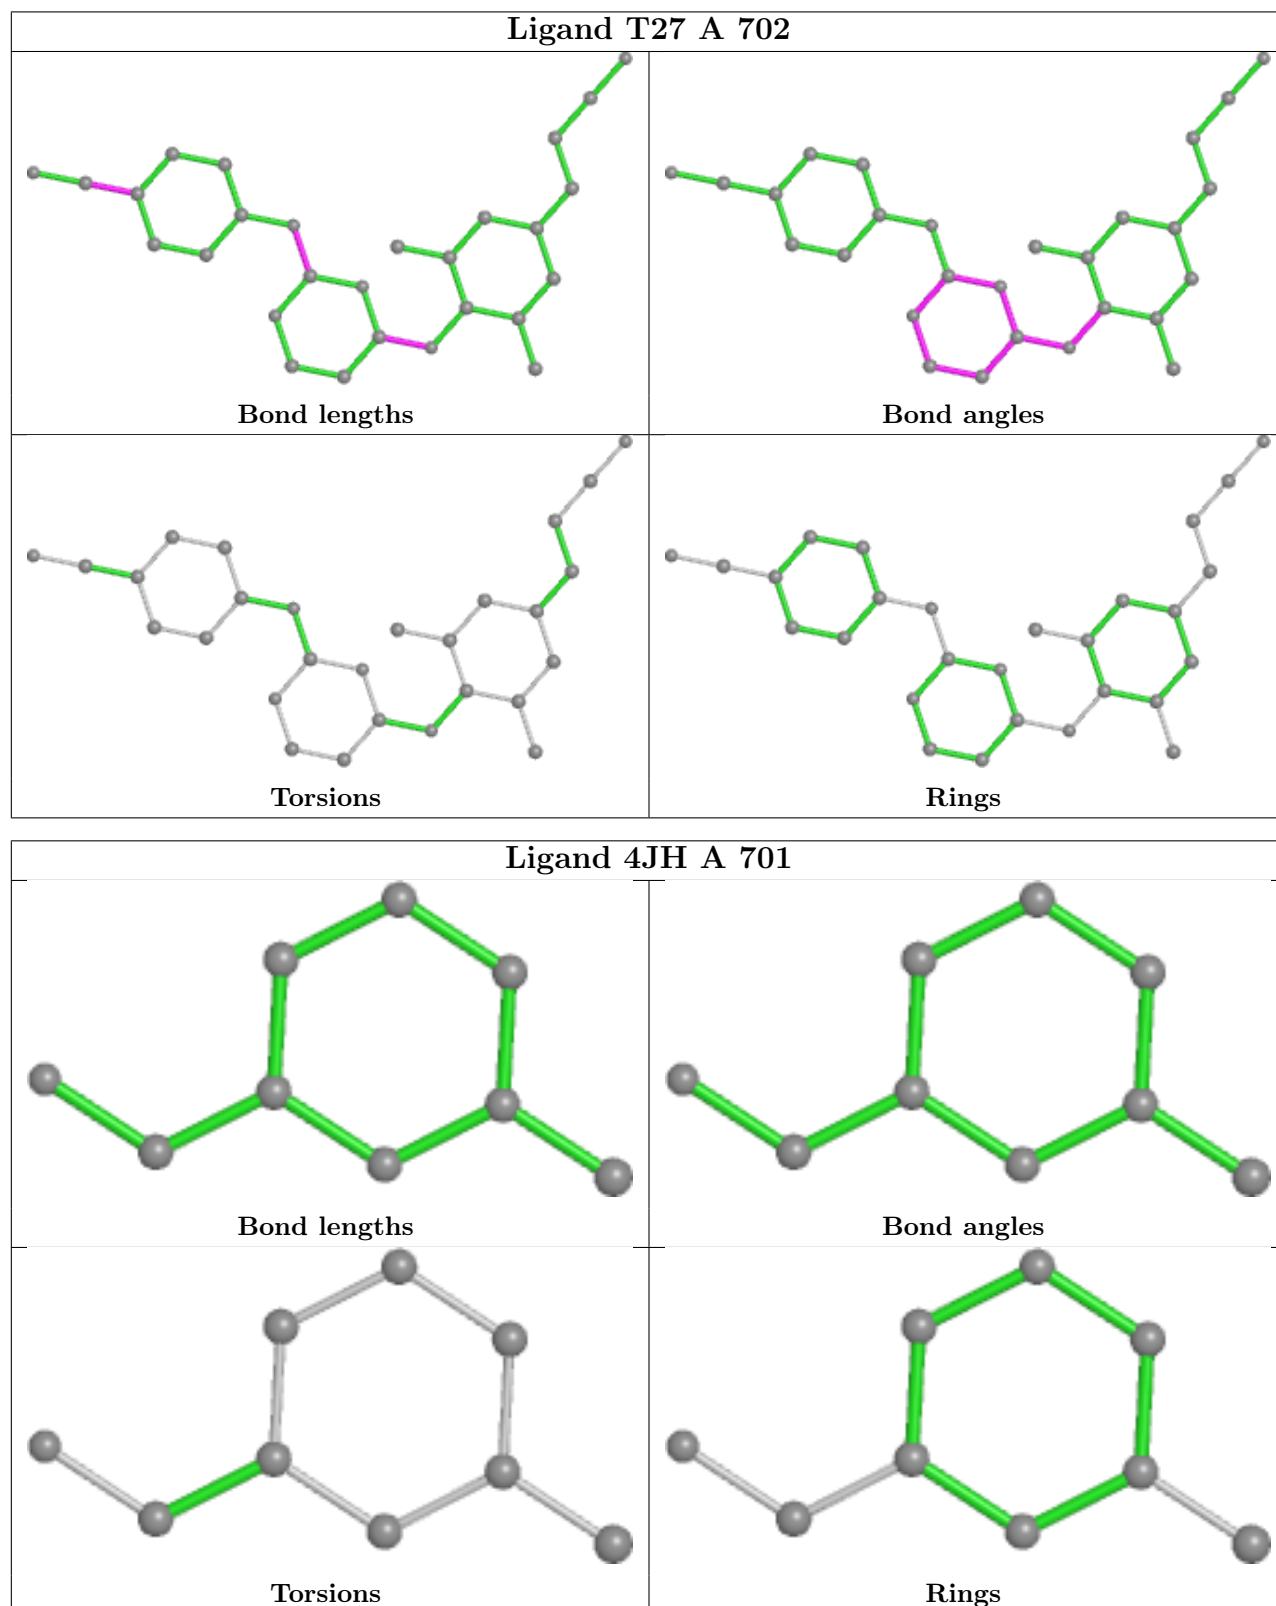 Ligand T27 A 702
Bond lengths
Bond angles
Torsions
Rings
Ligand 4JH A 701
Bond lengths
Bond angles
Torsions
Rings